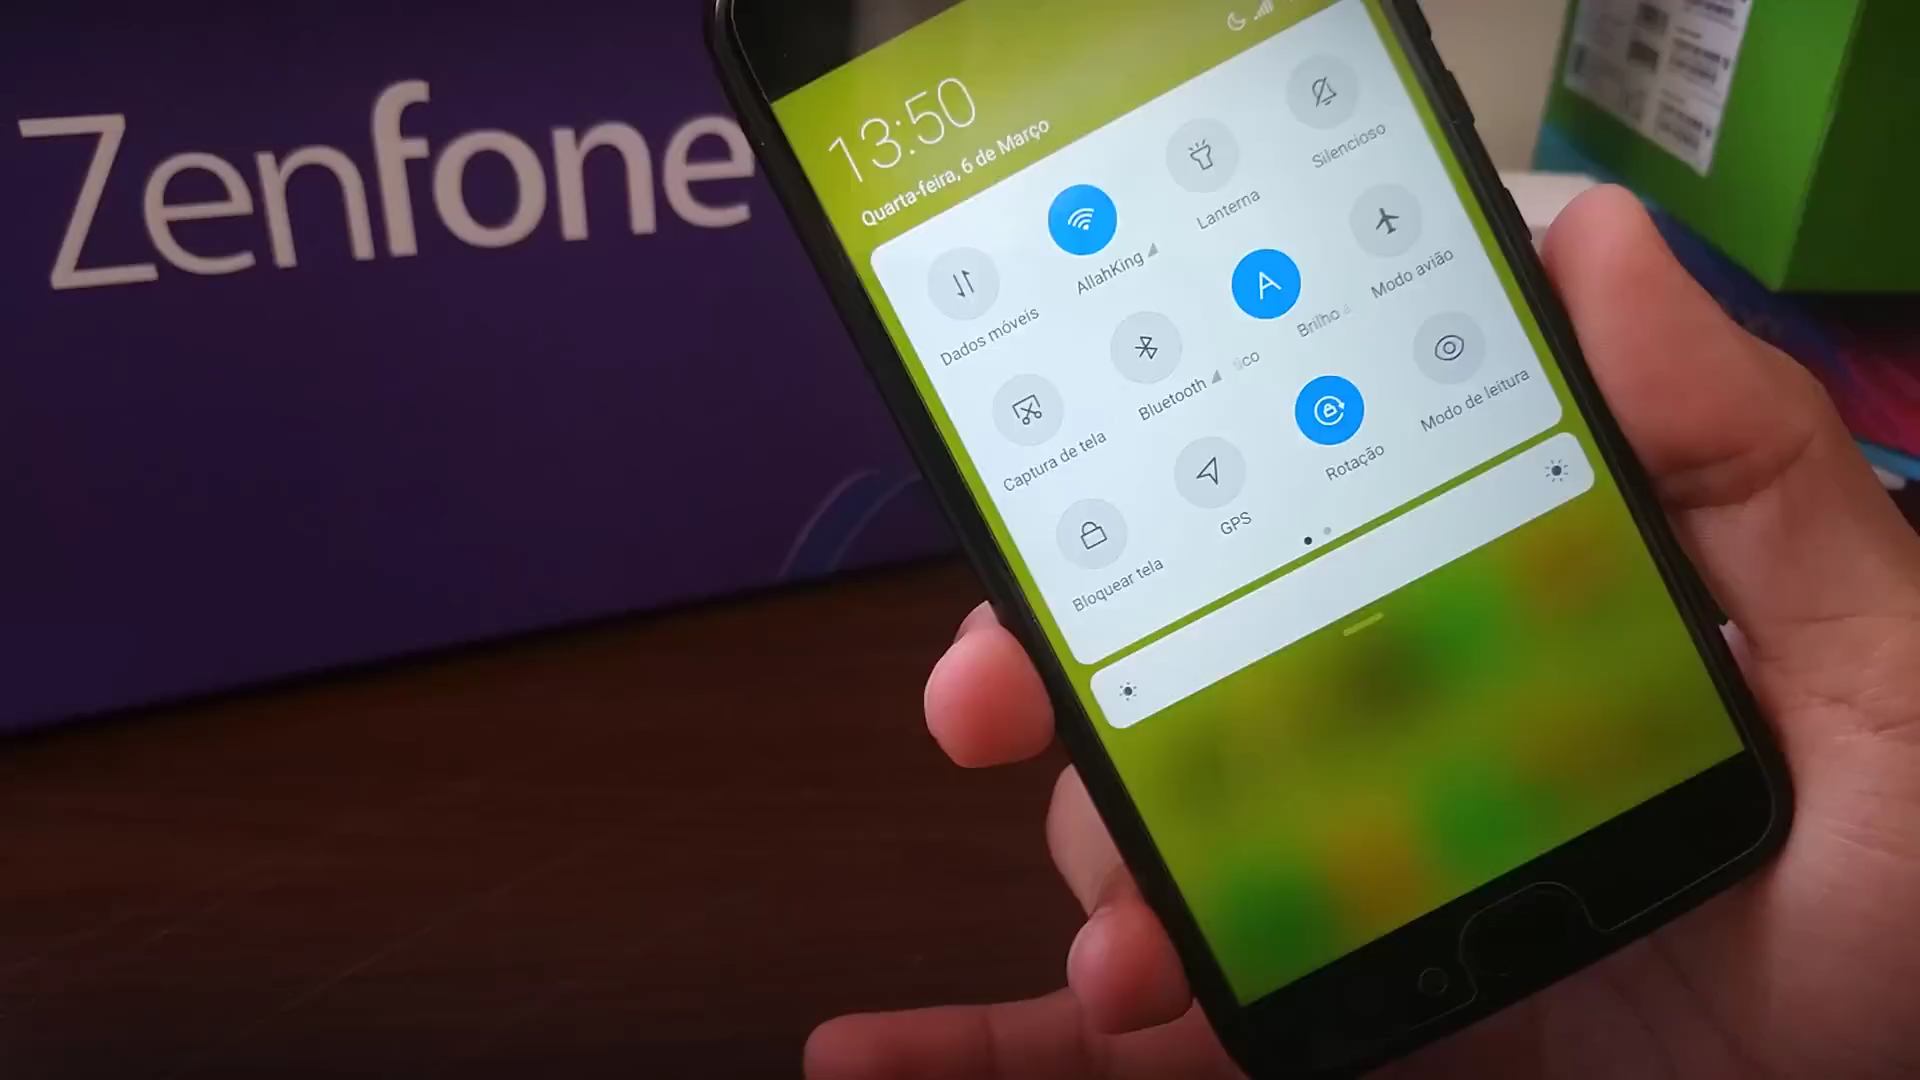 Zenfone
13:50
Quarta-feira, 6 de Março
Dados móveis
AllahKing
Lanterna
Silencioso
Captura de tela
Bluetooth
Brilho
Modo avião
Bloquear tela
GPS
Rotação
Modo de leitura